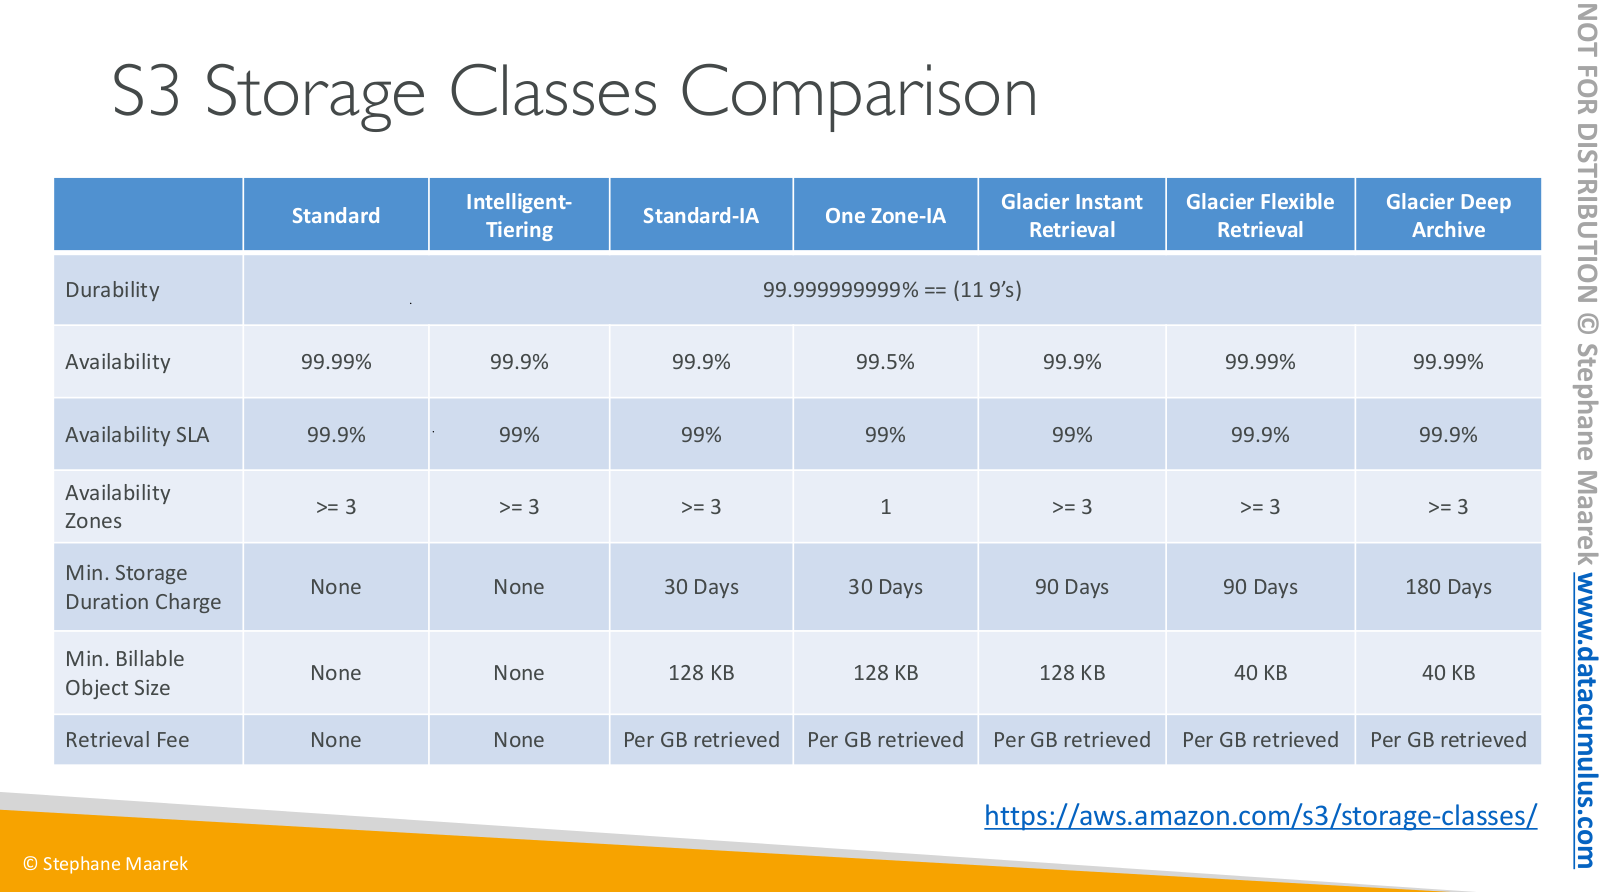 S3 Storage Classes Comparison
Standard
Intelligent-
Tiering
Standard-IA
One Zone-IA
Glacier Instant
Retrieval
Glacier Flexible
Retrieval
Glacier Deep
Archive
Durability
99.999999999% == (11 9’s)
Availability
99.99%
99.9%
99.9%
99.5%
99.9%
99.99%
99.99%
Availability SLA
99.9%
99%
99%
99%
99%
99.9%
99.9%
Availability
Zones
>= 3
>= 3
>= 3
1
>= 3
>= 3
>= 3
Min. Storage
Duration Charge
None
None
30 Days
30 Days
90 Days
90 Days
180 Days
Min. Billable
Object Size
None
None
128 KB
128 KB
128 KB
40 KB
40 KB
Retrieval Fee
None
None
Per GB retrieved
Per GB retrieved
Per GB retrieved
Per GB retrieved
Per GB retrieved
https://aws.amazon.com/s3/storage-classes/
© Stephane Maarek
NOT FOR DISTRIBUTION © Stephane Maarek www.datacumulus.com